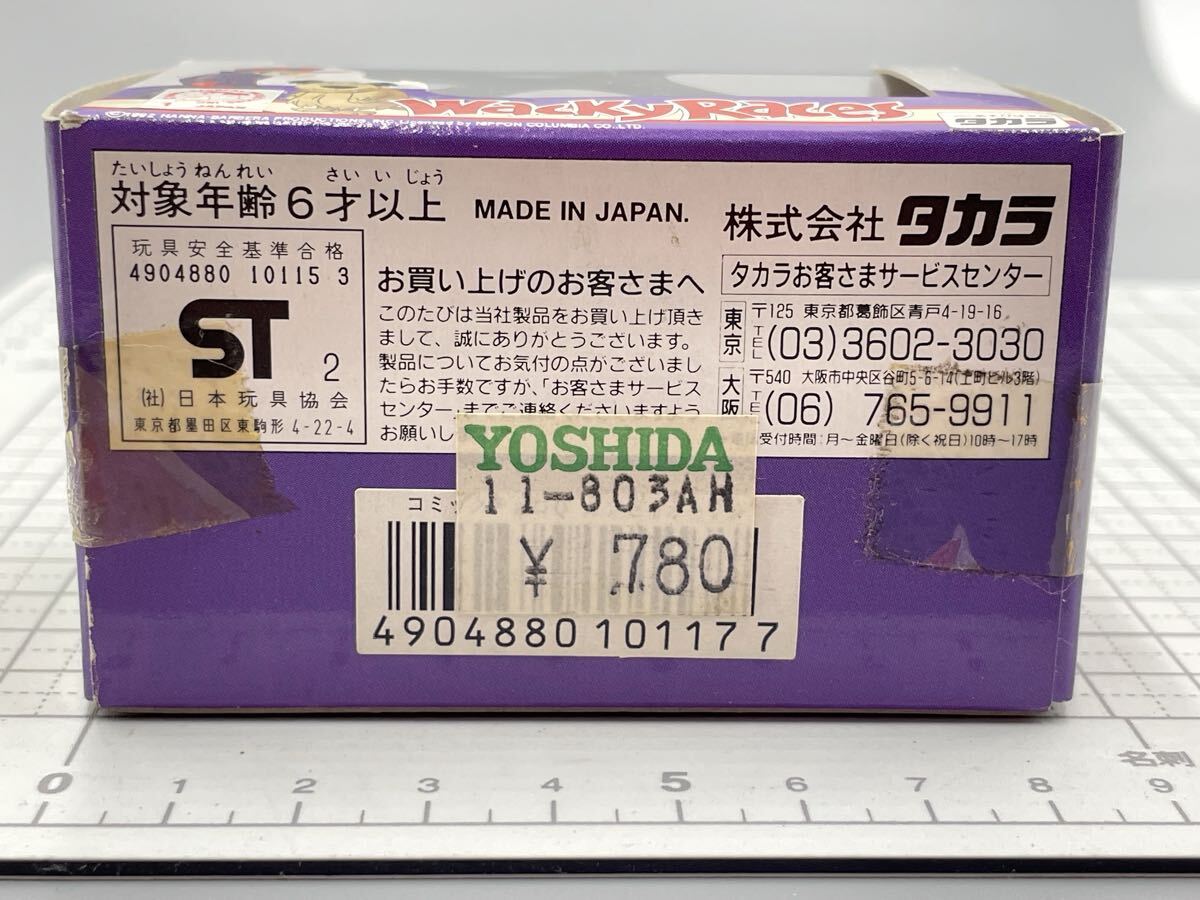 Wacky Races
HANNA-BARBERA PRODUCTIONS, INC.
NIPPON COLUMBIA CO., LTD.
タカラ
たいしょうねんれい さい いじょう
対象年齢6才以上
MADE IN JAPAN.
株式会社 タカラ
玩具安全基準合格
4904880 10115 3
ST 2
(社)日本玩具協会
東京都墨田区東駒形 4-22-4
お買い上げのお客さまへ
このたびは当社製品をお買い上げ頂き
まして、誠にありがとうございます。
製品についてお気付の点がございまし
たらお手数ですが、「お客さまサービス
センター」までご連絡くださいますよう
お願いし
タカラお客さまサービスセンター
東京 〒125 東京都葛飾区青戸4-19-16
TEL (03)3602-3030
大阪 〒540 大阪市中央区谷町5-6-14(上町ビル3階)
(06) 765-9911
受付時間:月～金曜日(除く祝日)10時～17時
YOSHIDA
11-803AH
¥ 780
コミッ
4904880 101177
0 1 2 3 4 5 6 7 8 9
名刺